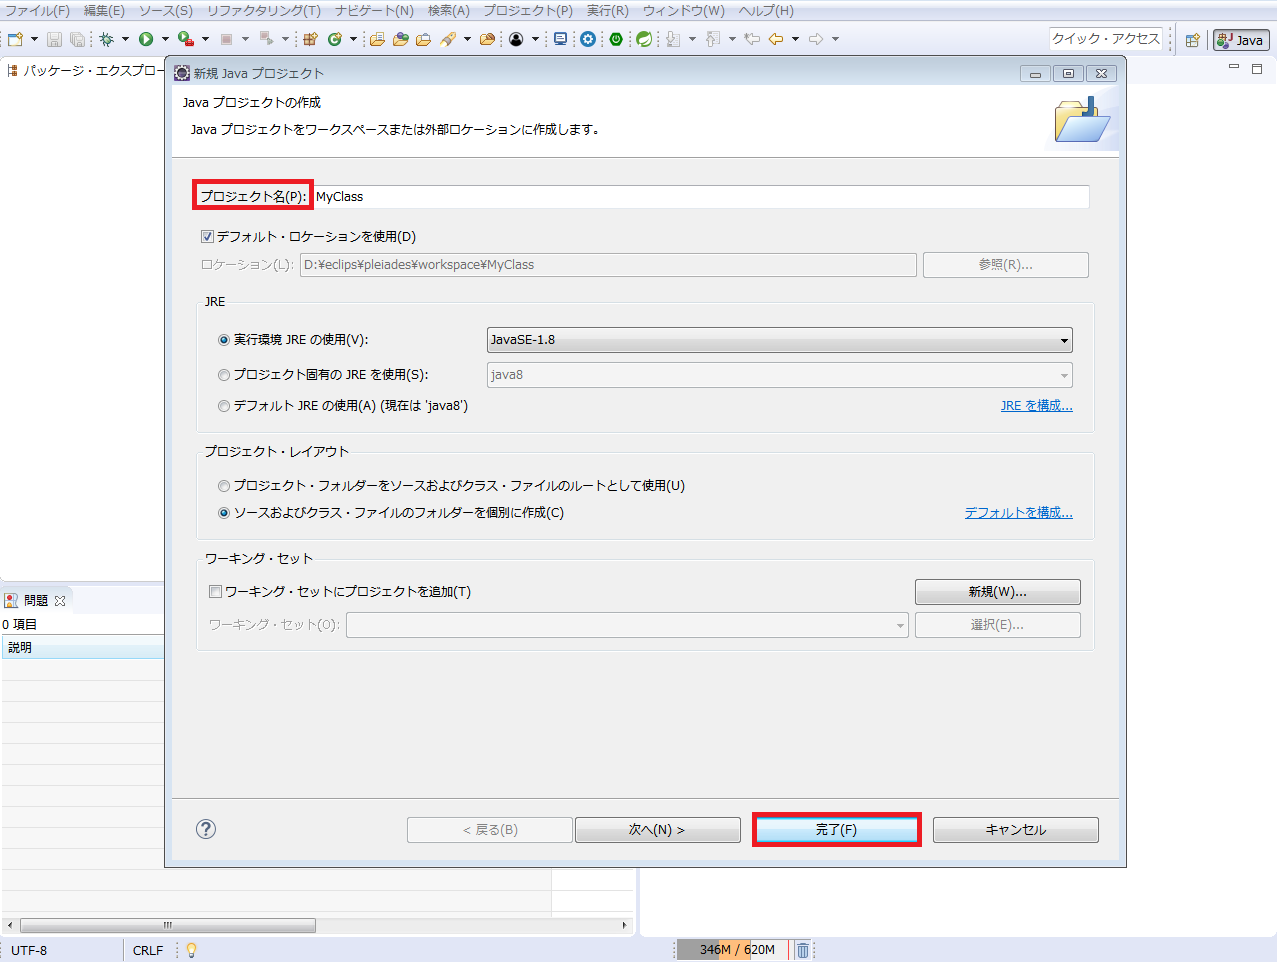 ファイル(F) 編集(E) ソース(S) リファクタリング(T) ナビゲート(N) 検索(A) プロジェクト(P) 実行(R) ウィンドウ(W) ヘルプ(H)
クイック・アクセス Java
パッケージ・エクスプロー
新規 Java プロジェクト
Java プロジェクトの作成
Java プロジェクトをワークスペースまたは外部ロケーションに作成します。
プロジェクト名(P): MyClass
デフォルト・ロケーションを使用(D)
ロケーション(L): D:¥eclips¥pleiades¥workspace¥MyClass 参照(R)...
JRE
実行環境 JRE の使用(V): JavaSE-1.8
プロジェクト固有の JRE を使用(S): java8
デフォルト JRE の使用(A) (現在は 'java8') JRE を構成...
プロジェクト・レイアウト
プロジェクト・フォルダーをソースおよびクラス・ファイルのルートとして使用(U)
ソースおよびクラス・ファイルのフォルダーを個別に作成(C) デフォルトを構成...
ワーキング・セット
ワーキング・セットにプロジェクトを追加(T) 新規(W)...
ワーキング・セット(O): 選択(E)...
問題
0 項目
説明
< 戻る(B) 次へ(N) > 完了(F) キャンセル
UTF-8 CRLF 346M / 620M